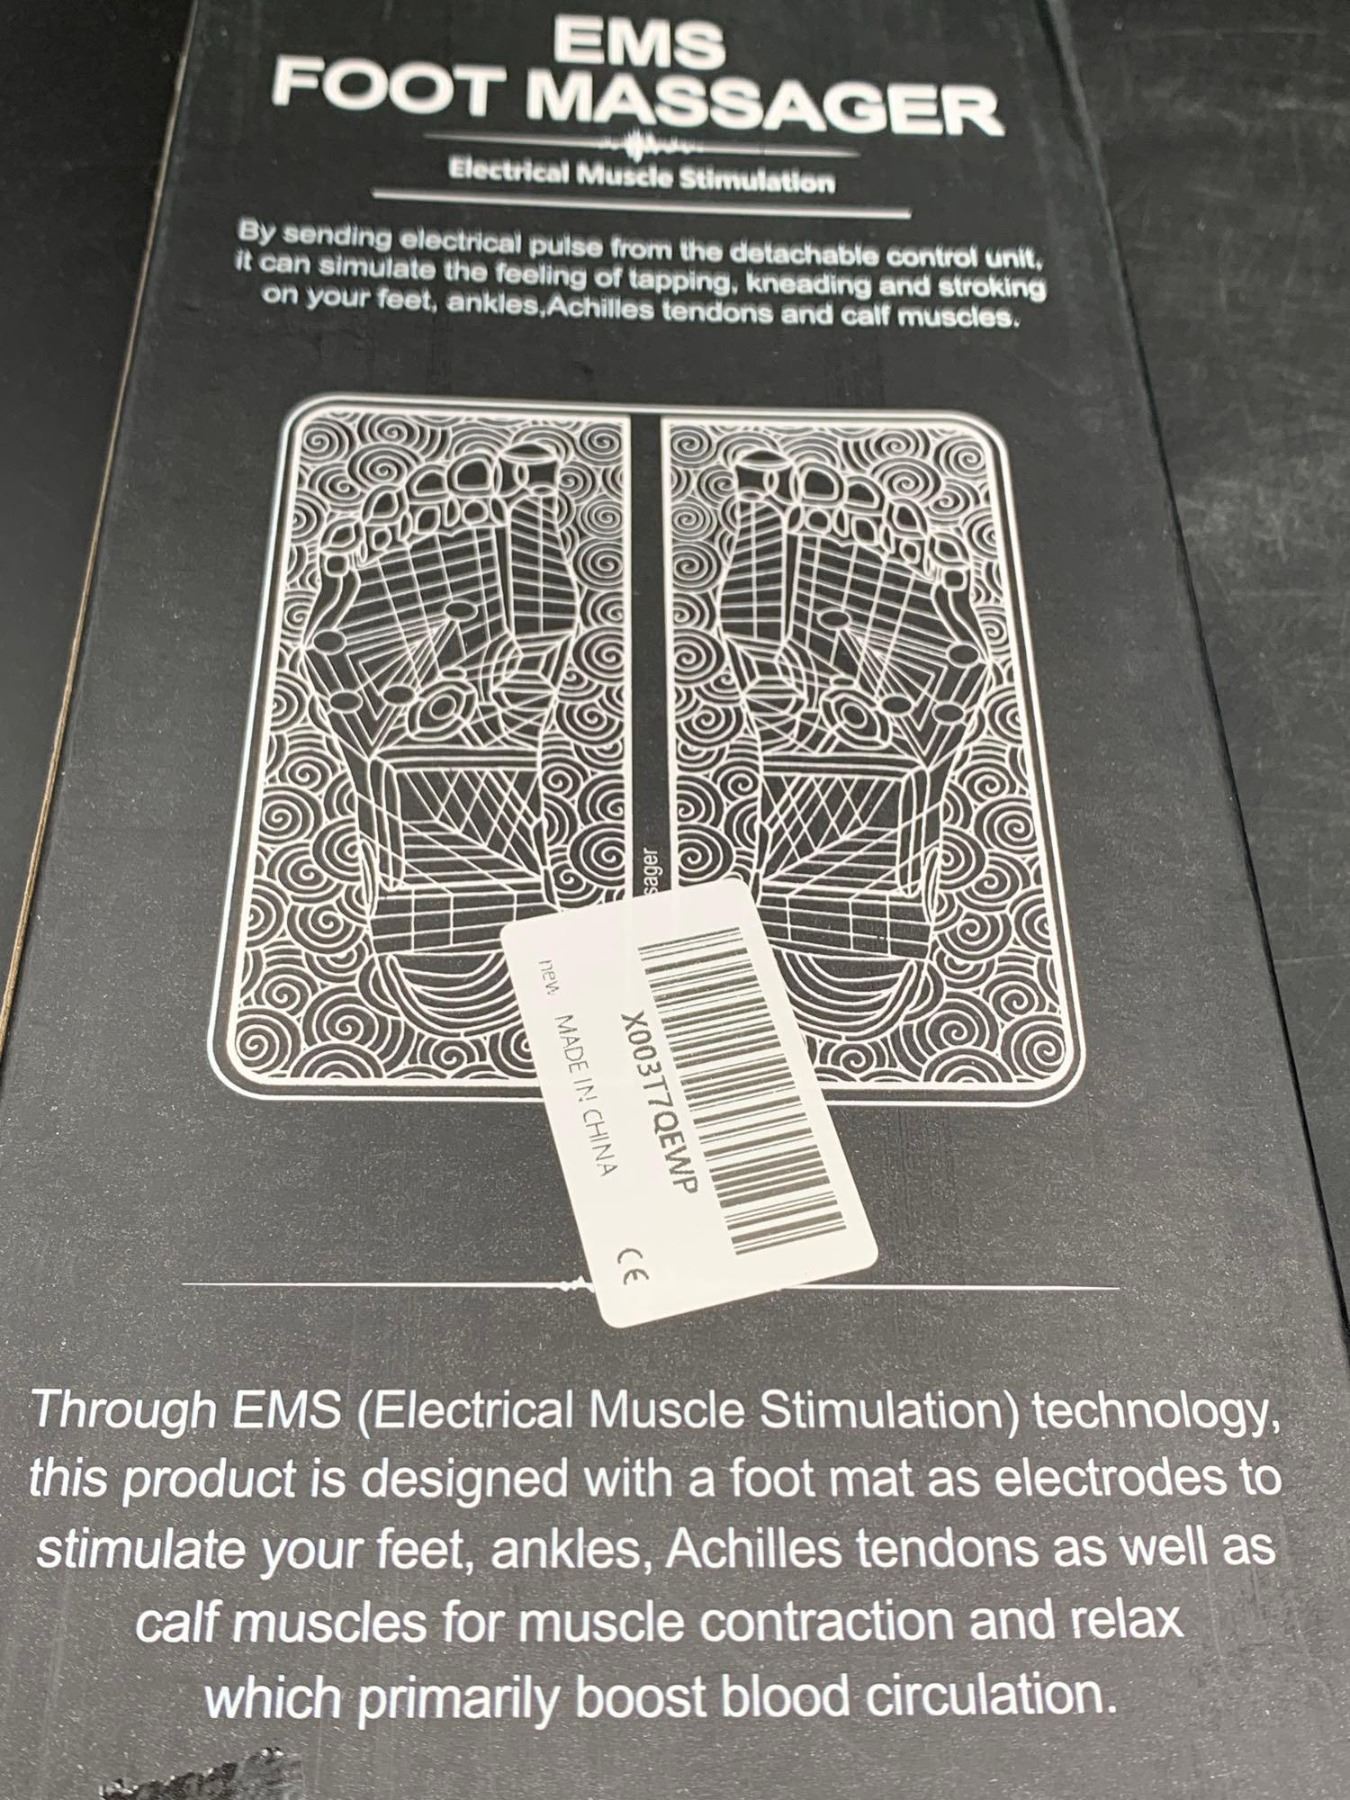 EMS
FOOT MASSAGER
Electrical Muscle Stimulation
By sending electrical pulse from the detachable control unit,
it can simulate the feeling of tapping, kneading and stroking
on your feet, ankles,Achilles tendons and calf muscles.
sager
X003T7QEWP
new MADE IN CHINA
CE
Through EMS (Electrical Muscle Stimulation) technology,
this product is designed with a foot mat as electrodes to
stimulate your feet, ankles, Achilles tendons as well as
calf muscles for muscle contraction and relax
which primarily boost blood circulation.